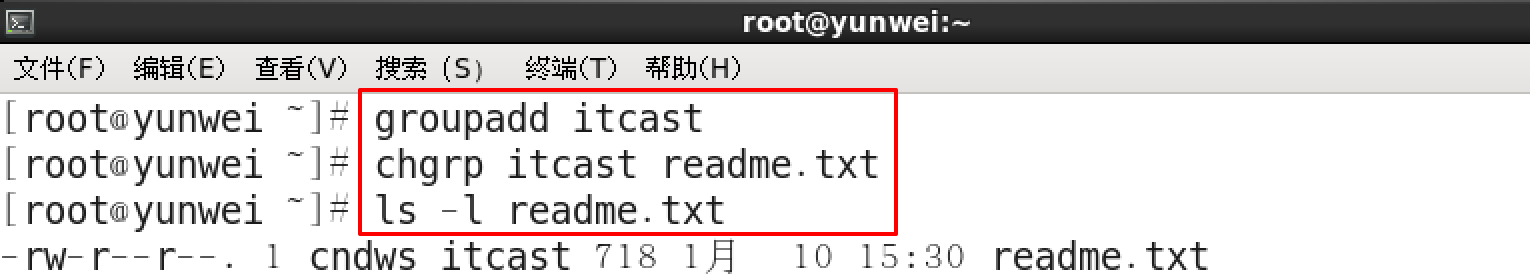 root@yunwei:~
文件(F) 编辑(E) 查看(V) 搜索 (S) 终端(T) 帮助(H)
[root@yunwei ~]# groupadd itcast
[root@yunwei ~]# chgrp itcast readme.txt
[root@yunwei ~]# ls -l readme.txt
-rw-r--r--. 1 cndws itcast 718 1月  10 15:30 readme.txt